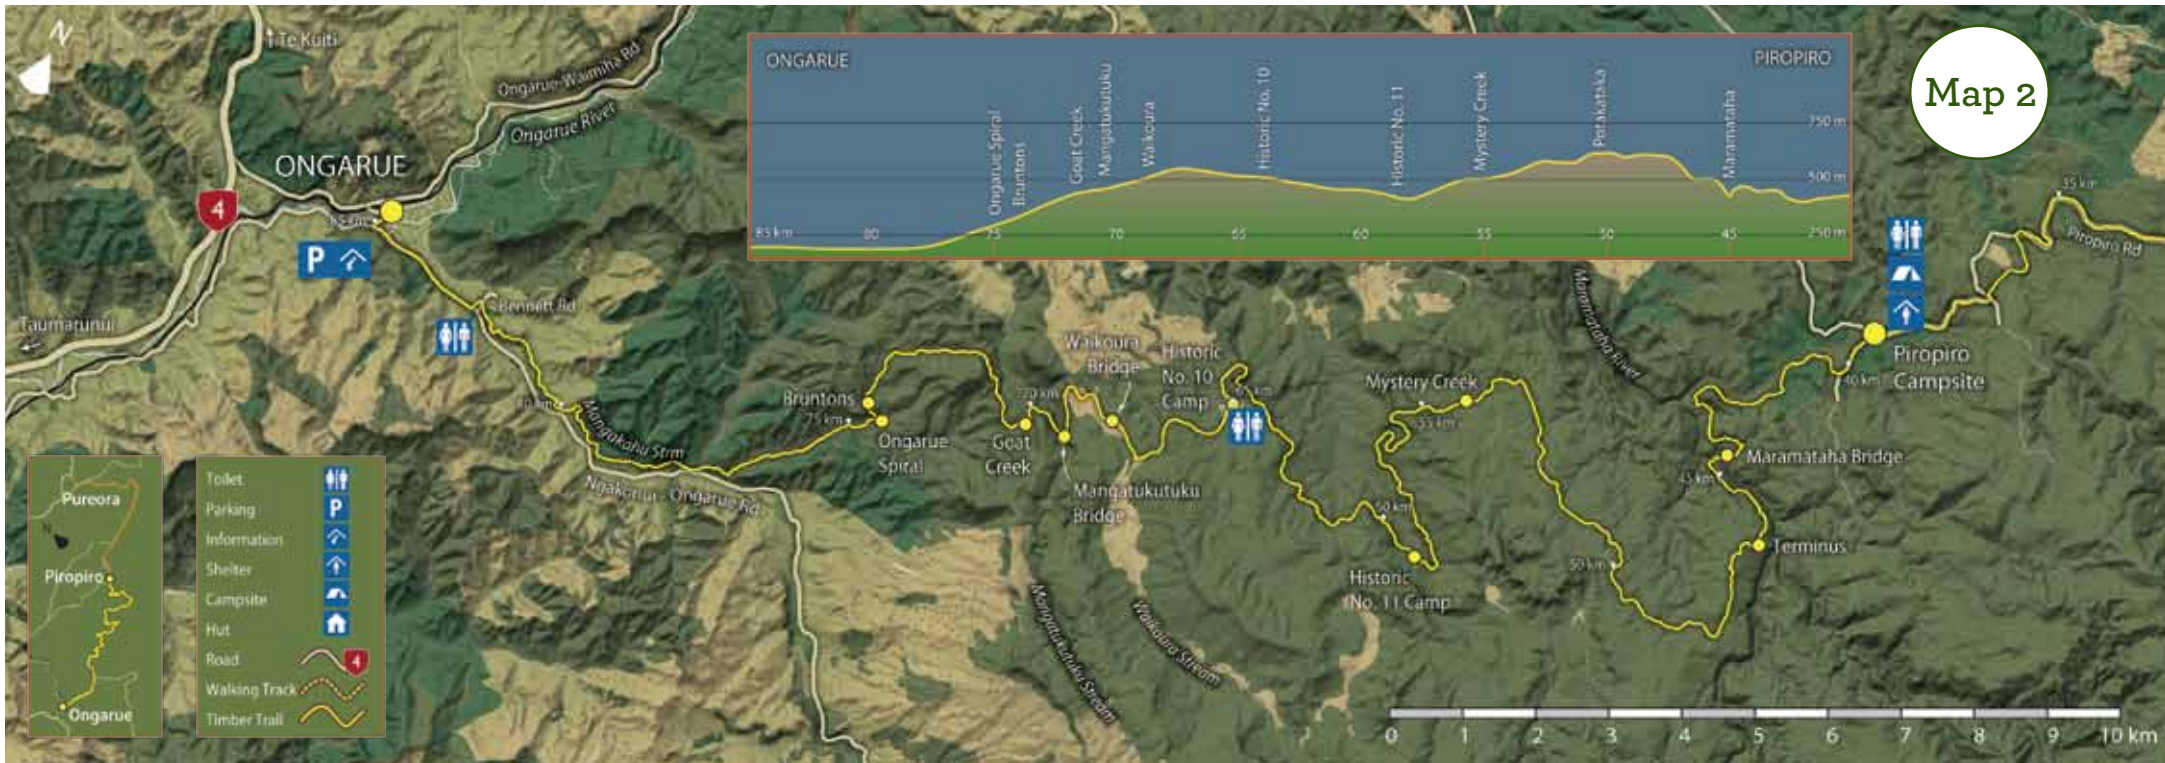 Map 2
N
Te Kuiti
Ongarue-Waimiha Rd
Ongarue River
ONGARUE
4
85 km
P
Taumarunui
Bennett Rd
80 km
Mangakahu Strm
Ngakonui - Ongarue Rd
ONGARUE
PIROPIRO
Ongarue Spiral
Bruntons
Goat Creek
Mangatukutuku
Waikoura
Historic No. 10
Historic No. 11
Mystery Creek
Potakataka
Maramataha
750 m
500 m
250 m
85 km
80
75
70
65
60
55
50
45
Bruntons
75 km
Ongarue
Spiral
Goat
Creek
Waikoura
Bridge
Mangatukutuku
Bridge
Historic
No. 10
Camp
Mangatukutuku Stream
Waikoura Stream
60 km
Historic
No. 11 Camp
Mystery Creek
55 km
50 km
Maramataha River
Maramataha Bridge
45 km
Terminus
40 km
Piropiro
Campsite
35 km
Piropiro Rd
Pureora
N
Piropiro
Ongarue
Toilet
Parking
P
Information
Shelter
Campsite
Hut
Road
4
Walking Track
Timber Trail
0
1
2
3
4
5
6
7
8
9
10 km